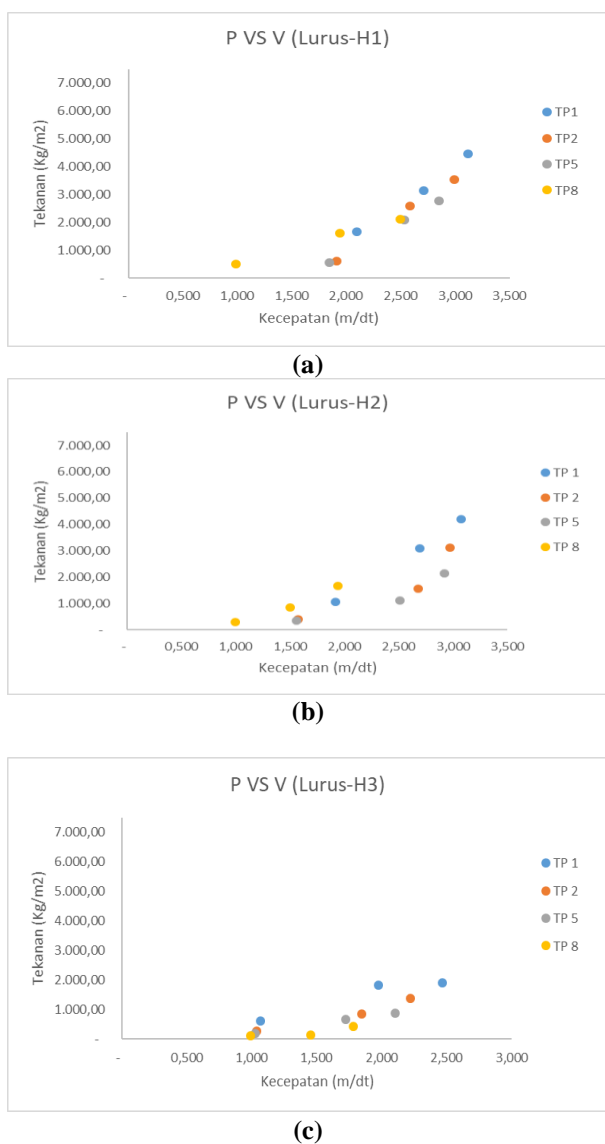 P VS V (Lurus-H1)
7.000,00
6.000,00
5.000,00
4.000,00
3.000,00
2.000,00
1.000,00
-
Tekanan (Kg/m2)
- 0,500 1,000 1,500 2,000 2,500 3,000 3,500
Kecepatan (m/dt)
TP1
TP2
TP5
TP8
(a)
P VS V (Lurus-H2)
7.000,00
6.000,00
5.000,00
4.000,00
3.000,00
2.000,00
1.000,00
-
Tekanan (Kg/m2)
- 0,500 1,000 1,500 2,000 2,500 3,000 3,500
Kecepatan (m/dt)
TP 1
TP 2
TP 5
TP 8
(b)
P VS V (Lurus-H3)
7.000,00
6.000,00
5.000,00
4.000,00
3.000,00
2.000,00
1.000,00
-
Tekanan (Kg/m2)
- 0,500 1,000 1,500 2,000 2,500 3,000
Kecepatan (m/dt)
TP 1
TP 2
TP 5
TP 8
(c)